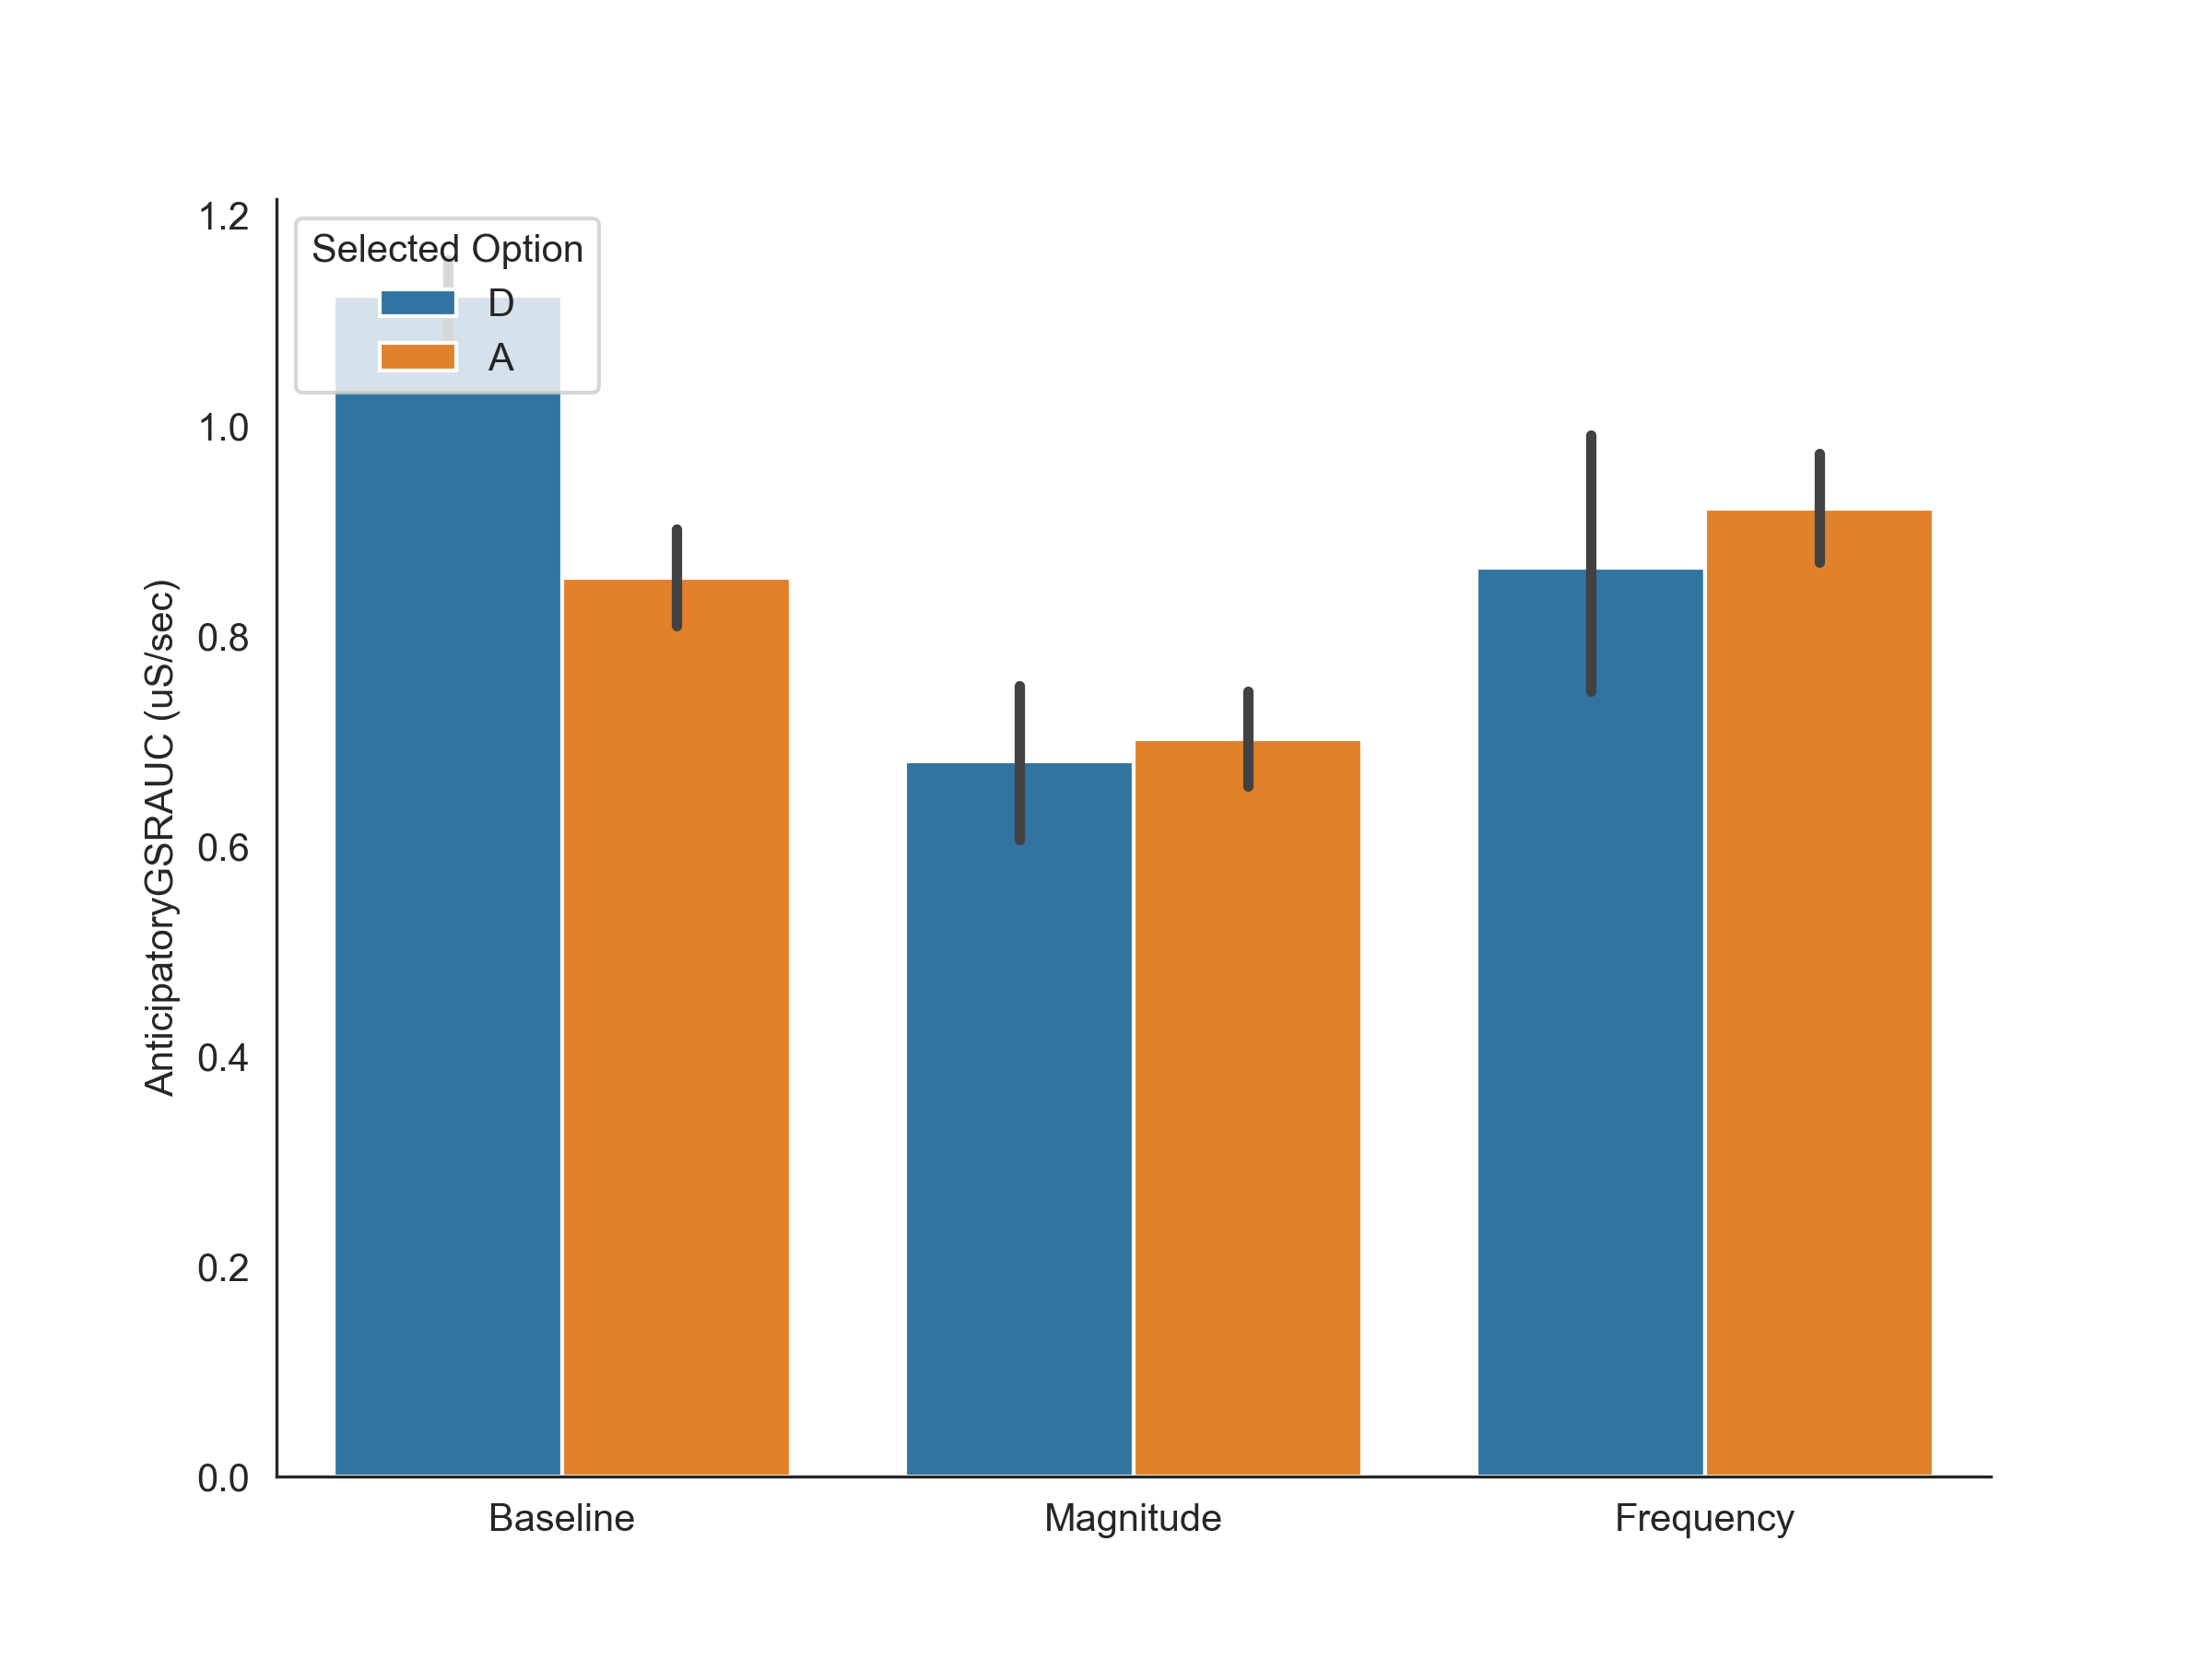 Selected Option
D
A
1.2
1.0
0.8
0.6
0.4
0.2
0.0
AnticipatoryGSRAUC (uS/sec)
Baseline
Magnitude
Frequency